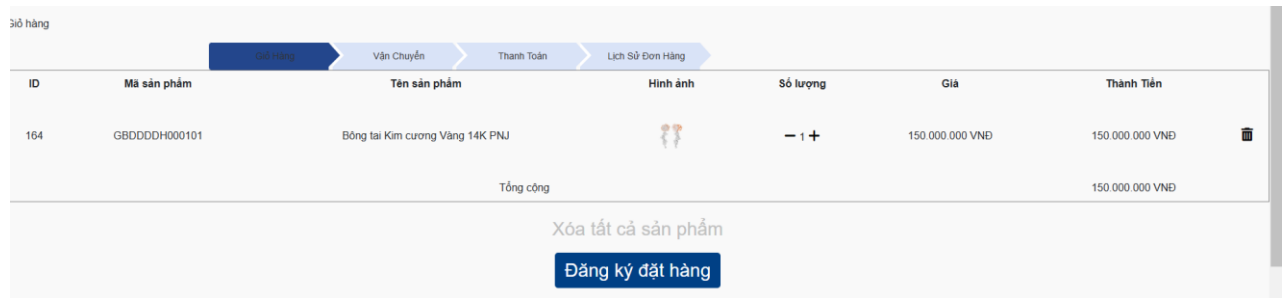 Giỏ hàng
Giỏ Hàng Vận Chuyển Thanh Toán Lịch Sử Đơn Hàng
ID Mã sản phẩm Tên sản phẩm Hình ảnh Số lượng Giá Thành Tiền
164 GBDDDDH000101 Bông tai Kim cương Vàng 14K PNJ 1 150.000.000 VNĐ 150.000.000 VNĐ
Tổng cộng 150.000.000 VNĐ
Xóa tất cả sản phẩm
Đăng ký đặt hàng